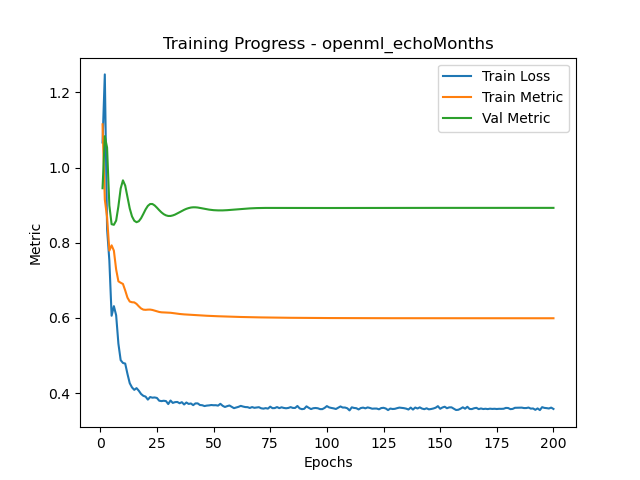 Training Progress - openml_echoMonths
Train Loss
Train Metric
Val Metric
1.2
1.0
0.8
0.6
0.4
Metric
0
25
50
75
100
125
150
175
200
Epochs